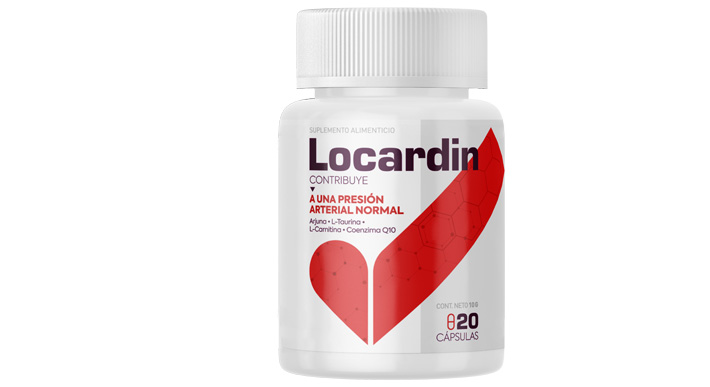 SUPLEMENTO ALIMENTICIO
Locardin
CONTRIBUYE
A UNA PRESIÓN
ARTERIAL NORMAL
Arjuna • L-Taurina •
L-Carnitina • Coenzima Q10
CONT. NETO 10G
20
CÁPSULAS